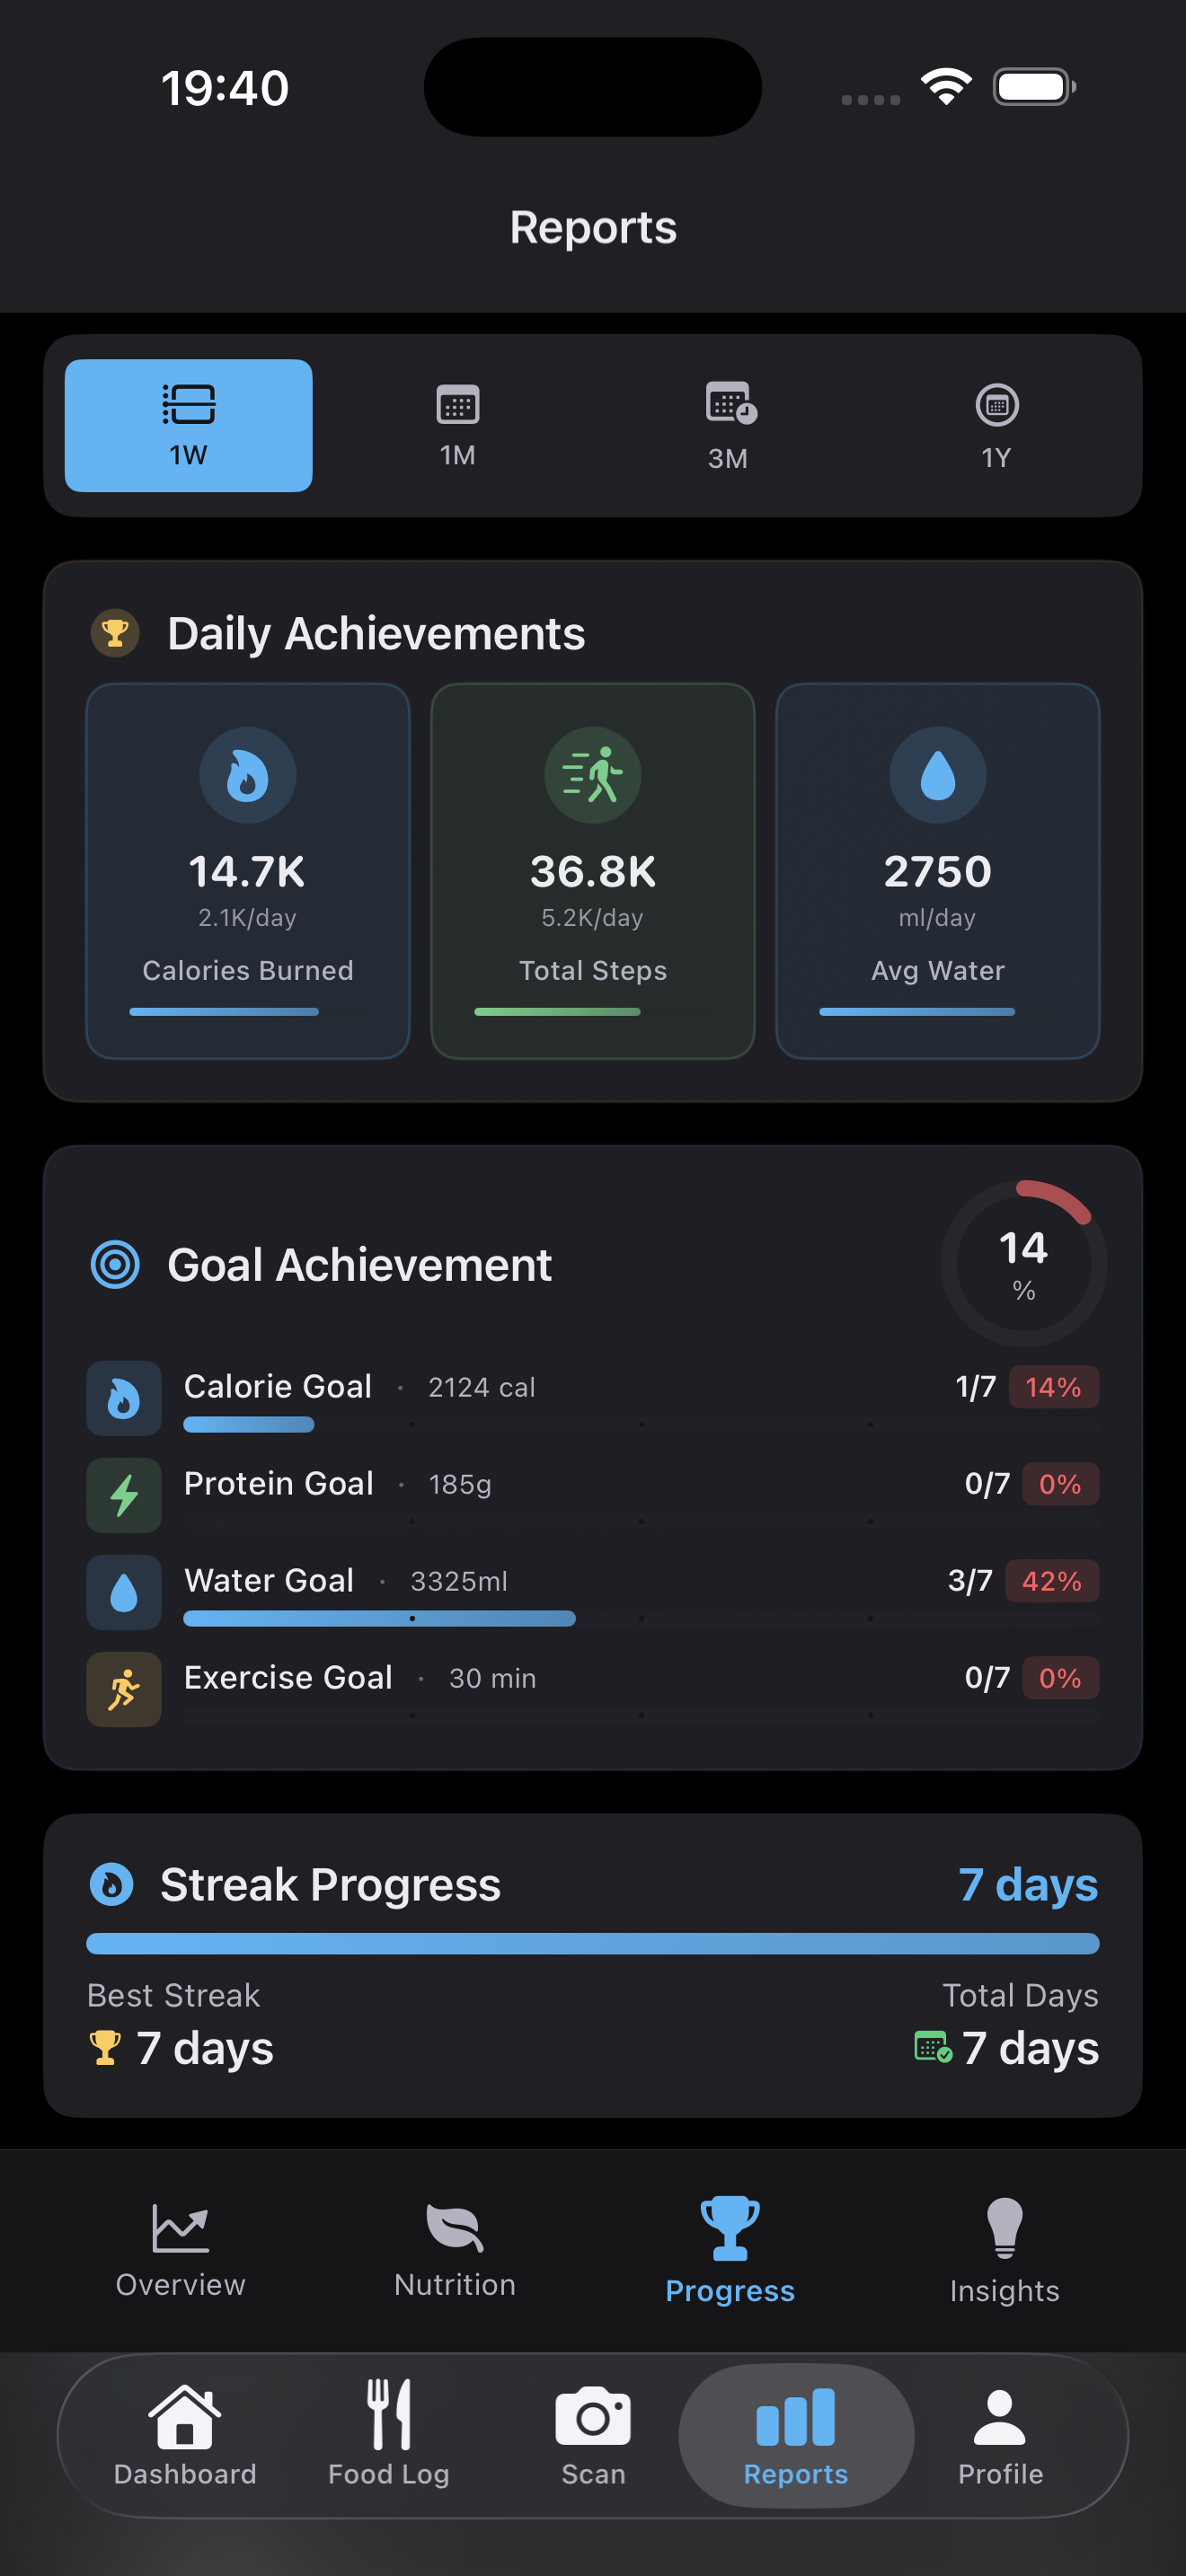 19:40
Reports
1W 1M 3M 1Y
Daily Achievements
14.7K 36.8K 2750
2.1K/day 5.2K/day ml/day
Calories Burned Total Steps Avg Water
Goal Achievement
14
%
Calorie Goal · 2124 cal 1/7 14%
Protein Goal · 185g 0/7 0%
Water Goal · 3325ml 3/7 42%
Exercise Goal · 30 min 0/7 0%
Streak Progress 7 days
Best Streak Total Days
7 days 7 days
Overview Nutrition Progress Insights
Dashboard Food Log Scan Reports Profile